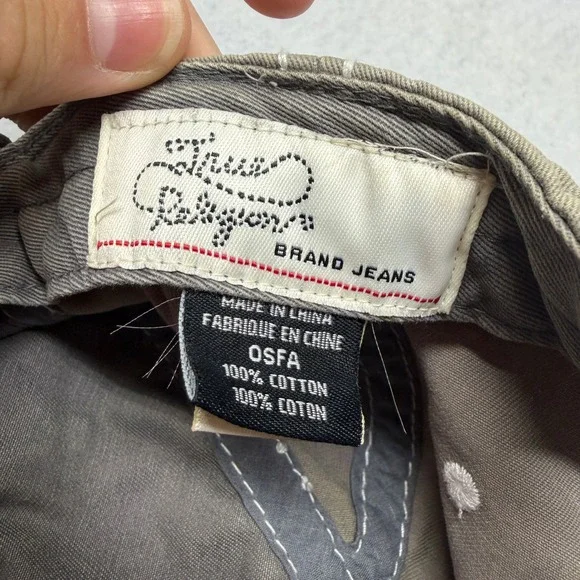 True
Religion
BRAND JEANS
MADE IN CHINA
FABRIQUE EN CHINE
OSFA
100% COTTON
100% COTON